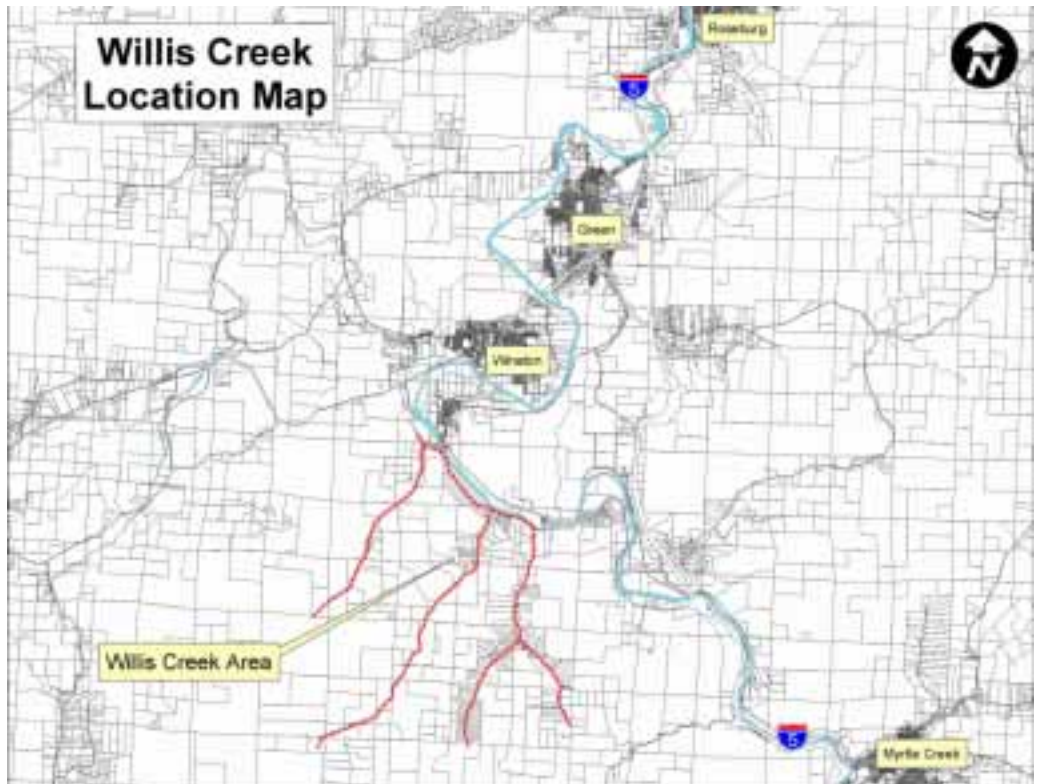 Willis Creek
Location Map
Roseburg
N
5
Green
Winston
Willis Creek Area
5
Myrtle Creek